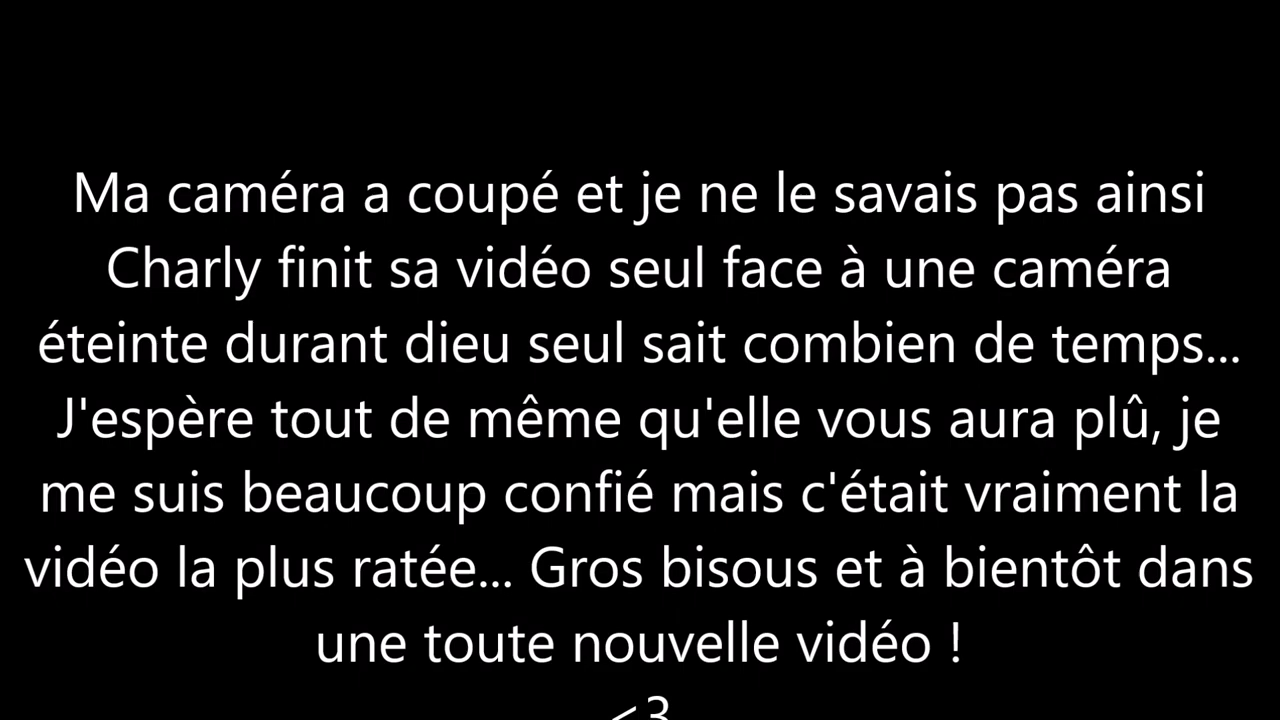 Ma caméra a coupé et je ne le savais pas ainsi
Charly finit sa vidéo seul face à une caméra
éteinte durant dieu seul sait combien de temps...
J'espère tout de même qu'elle vous aura plû, je
me suis beaucoup confié mais c'était vraiment la
vidéo la plus ratée... Gros bisous et à bientôt dans
une toute nouvelle vidéo !
<3